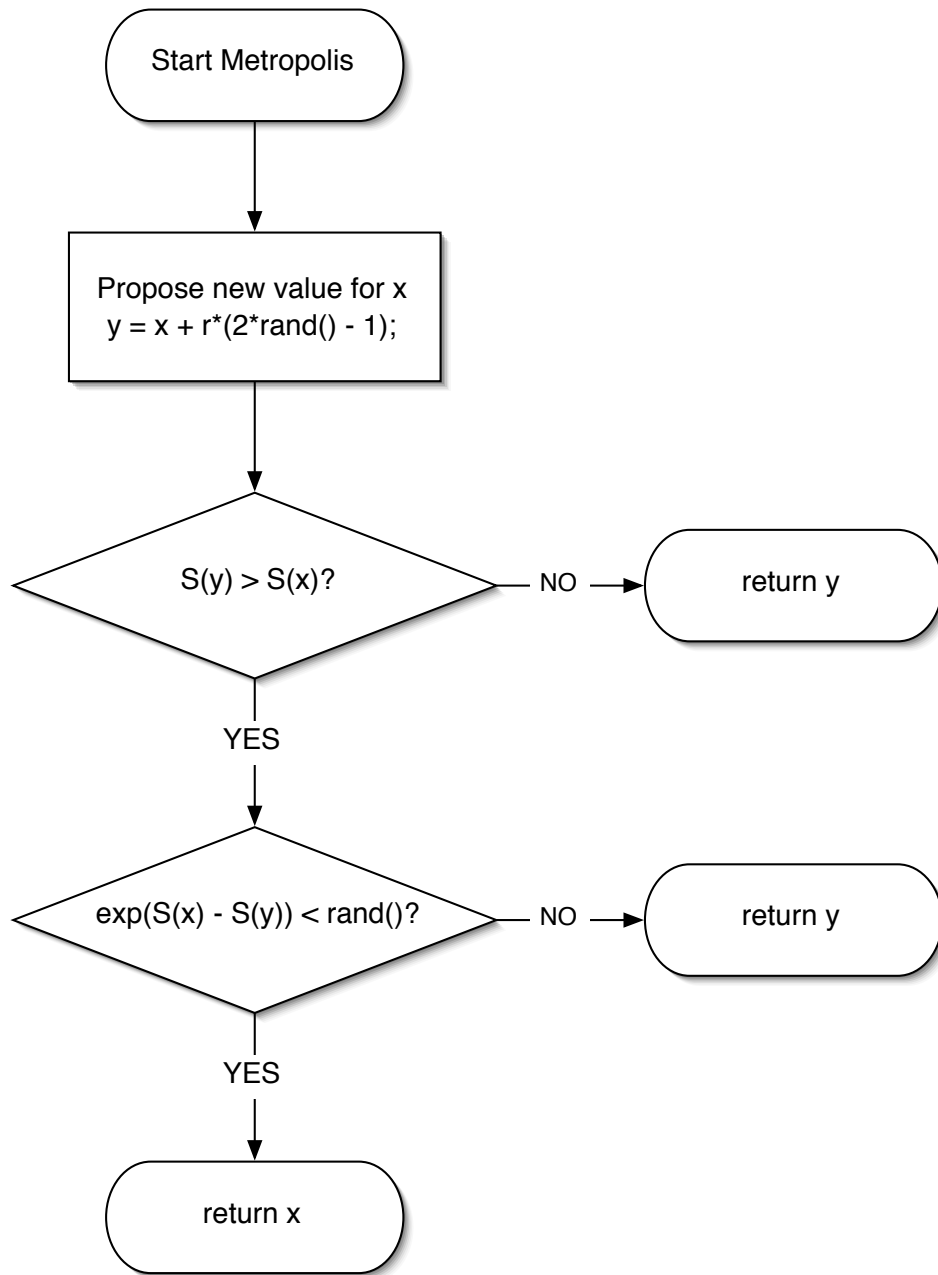 Start Metropolis
Propose new value for x
y = x + r*(2*rand() - 1);
S(y) > S(x)?
NO
return y
YES
exp(S(x) - S(y)) < rand()?
NO
return y
YES
return x